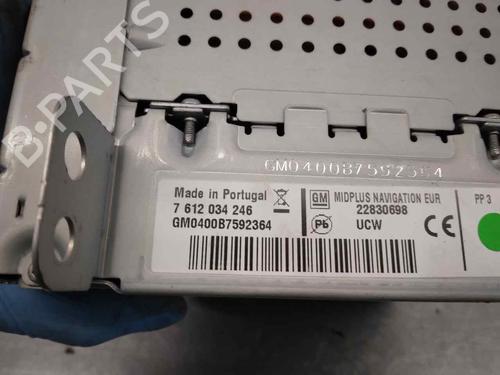 B-PARTS
GM0400B7592364
Made in Portugal
7 612 034 246
GM0400B7592364
GM
MIDPLUS NAVIGATION EUR
22830698
UCW
Pb
CE
PP 3